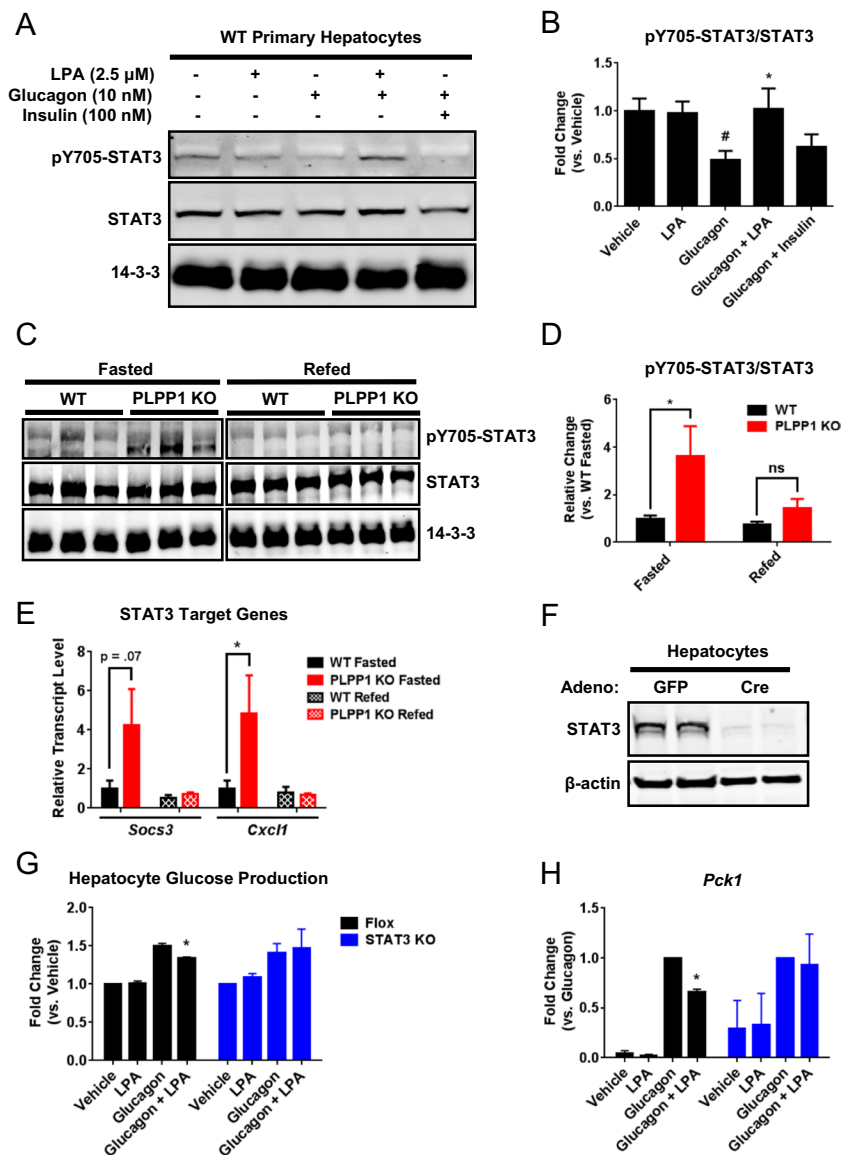 A
WT Primary Hepatocytes
LPA (2.5 µM) - + - + -
Glucagon (10 nM) - - + + +
Insulin (100 nM) - - - - +
pY705-STAT3
STAT3
14-3-3
B
pY705-STAT3/STAT3
Fold Change
(vs. Vehicle)
1.5
1.0
0.5
0.0
#
*
Vehicle
LPA
Glucagon
Glucagon + LPA
Glucagon + Insulin
C
Fasted Refed
WT PLPP1 KO WT PLPP1 KO
pY705-STAT3
STAT3
14-3-3
D
pY705-STAT3/STAT3
Relative Change
(vs. WT Fasted)
6
4
2
0
*
ns
WT
PLPP1 KO
Fasted
Refed
E
STAT3 Target Genes
Relative Transcript Level
8
6
4
2
0
p = .07
*
WT Fasted
PLPP1 KO Fasted
WT Refed
PLPP1 KO Refed
Socs3
Cxcl1
F
Hepatocytes
Adeno: GFP Cre
STAT3
β-actin
G
Hepatocyte Glucose Production
Fold Change
(vs. Vehicle)
2.0
1.5
1.0
0.5
0.0
*
Flox
STAT3 KO
Vehicle
LPA
Glucagon
Glucagon + LPA
Vehicle
LPA
Glucagon
Glucagon + LPA
H
Pck1
Fold Change
(vs. Glucagon)
1.5
1.0
0.5
0.0
*
Vehicle
LPA
Glucagon
Glucagon + LPA
Vehicle
LPA
Glucagon
Glucagon + LPA